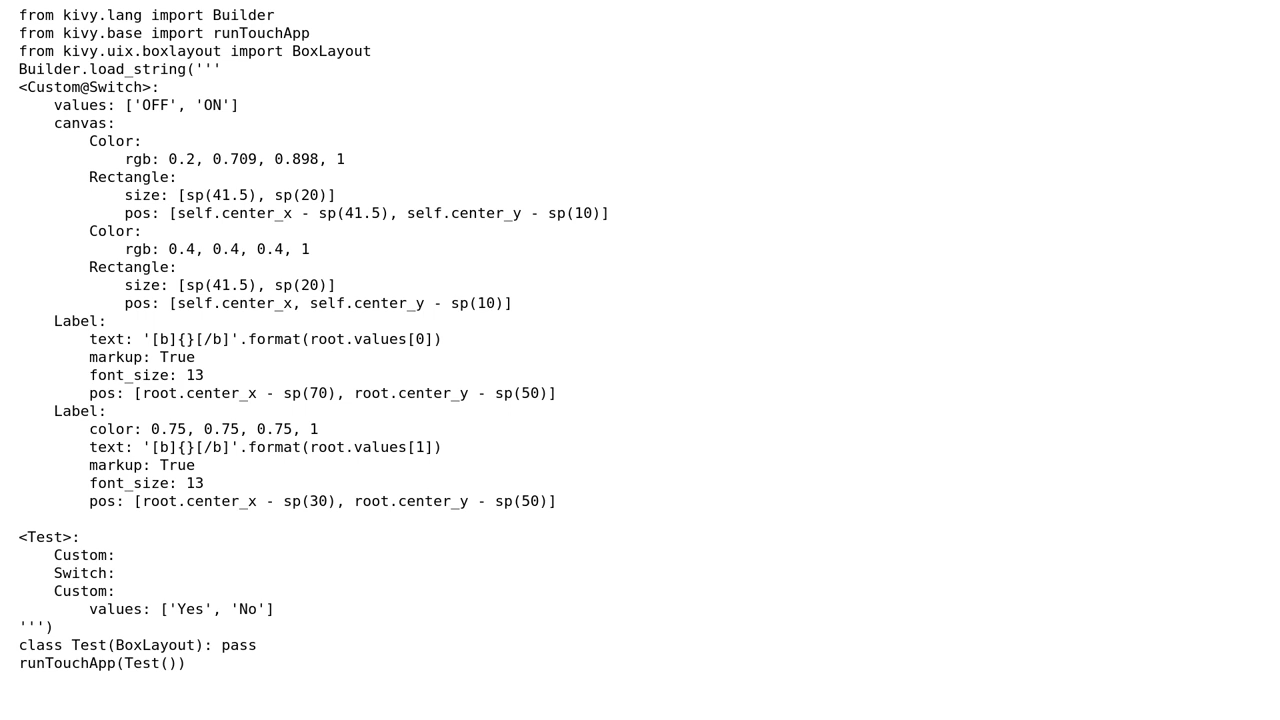 from kivy.lang import Builder
from kivy.base import runTouchApp
from kivy.uix.boxlayout import BoxLayout
Builder.load_string('''
<Custom@Switch>:
    values: ['OFF', 'ON']
    canvas:
        Color:
            rgb: 0.2, 0.709, 0.898, 1
        Rectangle:
            size: [sp(41.5), sp(20)]
            pos: [self.center_x - sp(41.5), self.center_y - sp(10)]
        Color:
            rgb: 0.4, 0.4, 0.4, 1
        Rectangle:
            size: [sp(41.5), sp(20)]
            pos: [self.center_x, self.center_y - sp(10)]
    Label:
        text: '[b]{}[/b]'.format(root.values[0])
        markup: True
        font_size: 13
        pos: [root.center_x - sp(70), root.center_y - sp(50)]
    Label:
        color: 0.75, 0.75, 0.75, 1
        text: '[b]{}[/b]'.format(root.values[1])
        markup: True
        font_size: 13
        pos: [root.center_x - sp(30), root.center_y - sp(50)]

<Test>:
    Custom:
    Switch:
    Custom:
        values: ['Yes', 'No']
''')
class Test(BoxLayout): pass
runTouchApp(Test())